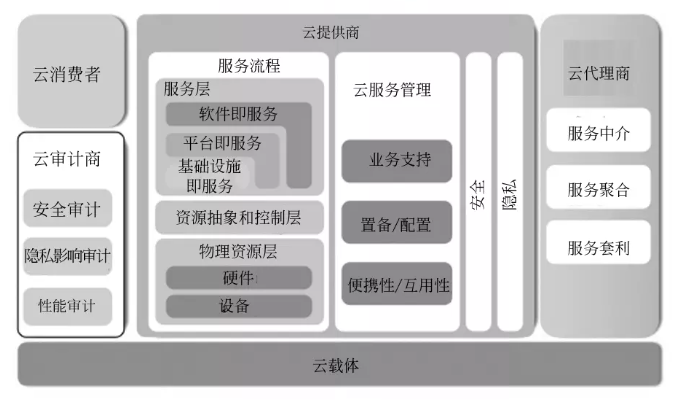 云消费者
云审计商
安全审计
隐私影响审计
性能审计
云提供商
服务流程
服务层
软件即服务
平台即服务
基础设施
即服务
资源抽象和控制层
物理资源层
硬件
设备
云服务管理
业务支持
置备/配置
便携性/互用性
安全
隐私
云代理商
服务中介
服务聚合
服务套利
云载体